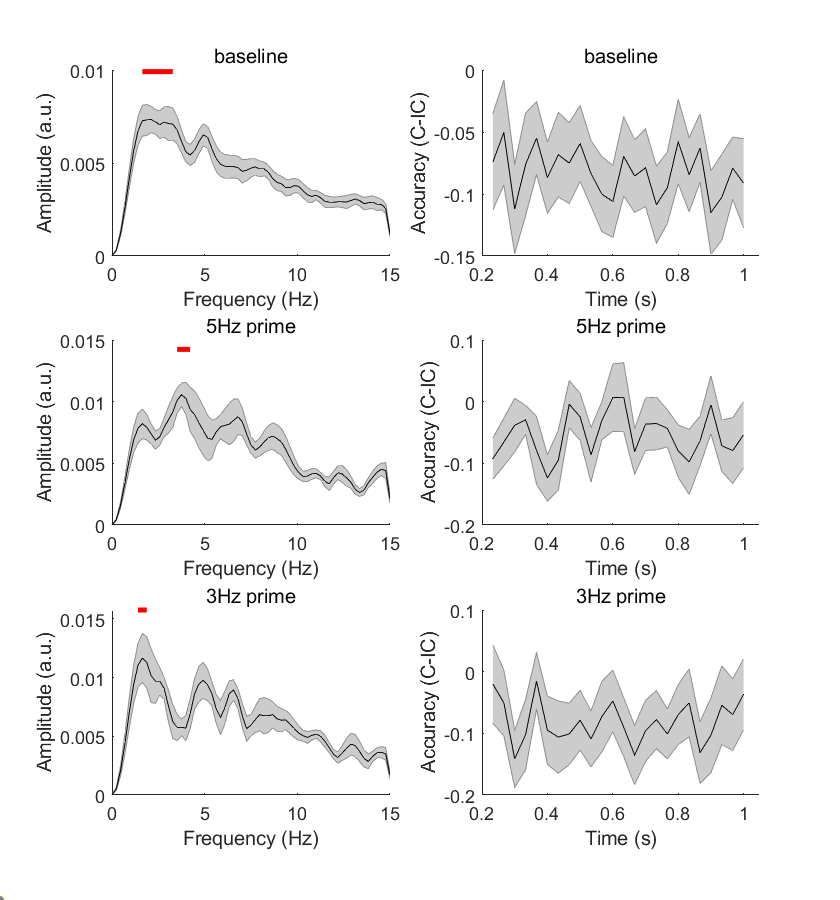 baseline
0.01
0.005
0
Amplitude (a.u.)
0 5 10 15
Frequency (Hz)
baseline
0
-0.05
-0.1
-0.15
Accuracy (C-IC)
0.2 0.4 0.6 0.8 1
Time (s)
5Hz prime
0.015
0.01
0.005
0
Amplitude (a.u.)
0 5 10 15
Frequency (Hz)
5Hz prime
0.1
0
-0.1
-0.2
Accuracy (C-IC)
0.2 0.4 0.6 0.8 1
Time (s)
3Hz prime
0.015
0.01
0.005
0
Amplitude (a.u.)
0 5 10 15
Frequency (Hz)
3Hz prime
0.1
0
-0.1
-0.2
Accuracy (C-IC)
0.2 0.4 0.6 0.8 1
Time (s)